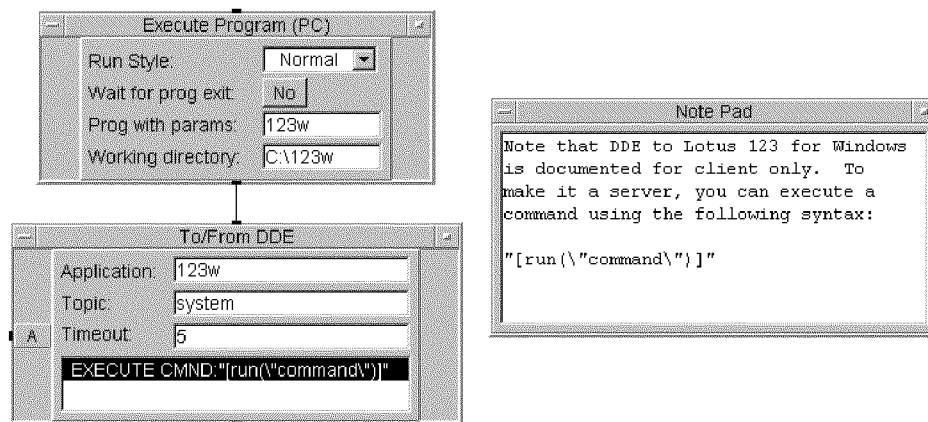 Execute Program (PC)
Run Style: Normal
Wait for prog exit: No
Prog with params: 123w
Working directory: C:\123w
To/From DDE
Application: 123w
Topic: system
A Timeout: 5
EXECUTE CMND:"[run(\"command\")]"
Note Pad
Note that DDE to Lotus 123 for Windows
is documented for client only. To
make it a server, you can execute a
command using the following syntax:
"[run(\"command\")]"